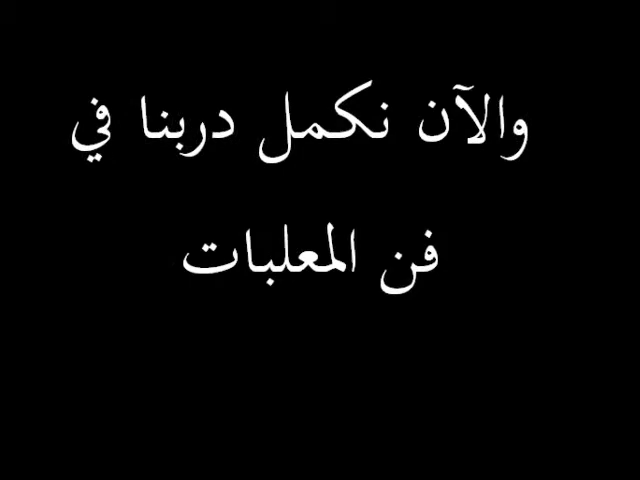 والآن نكمل دربنا في
فن المعلبات